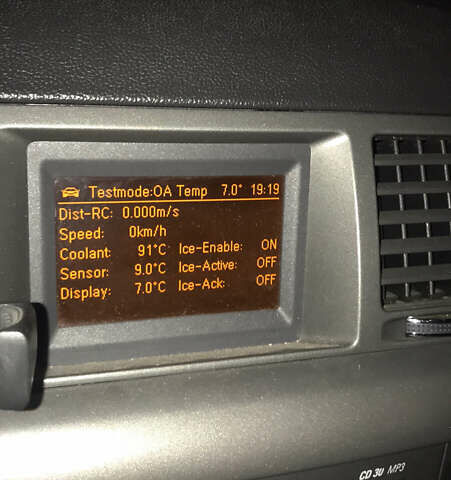 Testmode:OA Temp 7.0° 19:19
Dist-RC: 0.000m/s
Speed: 0km/h
Coolant: 91°C Ice-Enable: ON
Sensor: 9.0°C Ice-Active: OFF
Display: 7.0°C Ice-Ack: OFF
CD 30 MP3